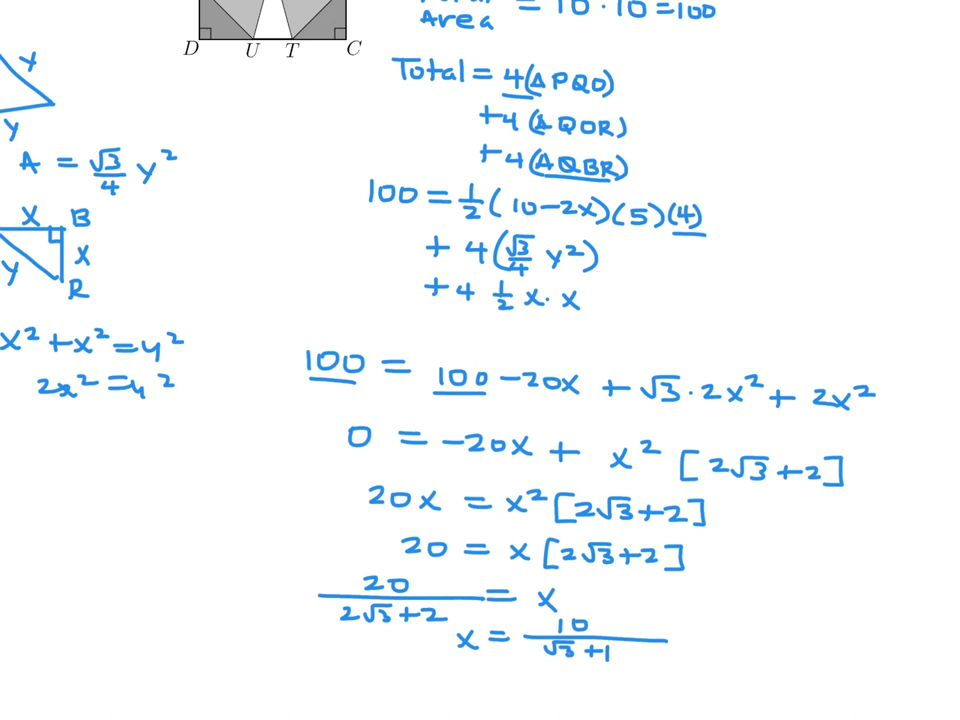 Area = 10 · 10 = 100
D U T C
Total = 4(△PQO)
+4(△QOR)
+4(△QBR)
Y
Y
A = √3/4 y²
X B
X
Y
R
100 = 1/2(10-2x)(5)(4)
+ 4(√3/4 y²)
+ 4 1/2 x · x
x² + x² = y²
2x² = y²
100 = 100 - 20x + √3 · 2x² + 2x²
0 = -20x + x² [2√3+2]
20x = x² [2√3+2]
20 = x [2√3+2]
20/2√3+2 = x
x = 10/√3+1